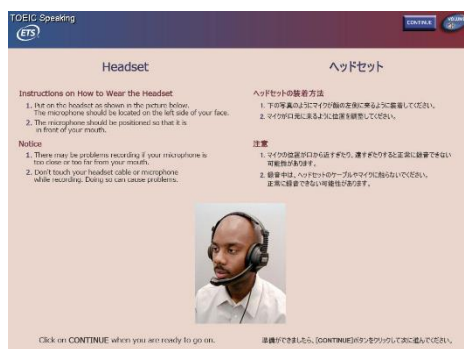 TOEIC Speaking
CONTINUE
VOLUME
ETS
Headset
Instructions on How to Wear the Headset
1. Put on the headset as shown in the picture below.
The microphone should be located on the left side of your face.
2. The microphone should be positioned so that it
is in front of your mouth.
Notice
1. There may be problems recording if your microphone is
too close or too far from your mouth.
2. Don't touch your headset cable or microphone
while recording. Doing so can cause problems.
ヘッドセット
ヘッドセットの装着方法
1. 下の写真のようにマイクが顔の左側に来るように装着してください。
2. マイクが口元に来るように位置を調整してください。
注意
1. マイクの位置が口から近すぎたり、遠すぎたりすると正常に録音できない
可能性があります。
2. 録音中は、ヘッドセットのケーブルやマイクに触らないでください。
正常に録音できない可能性があります。
Click on CONTINUE when you are ready to go on.
準備ができましたら、[CONTINUE]ボタンをクリックして次に進んでください。